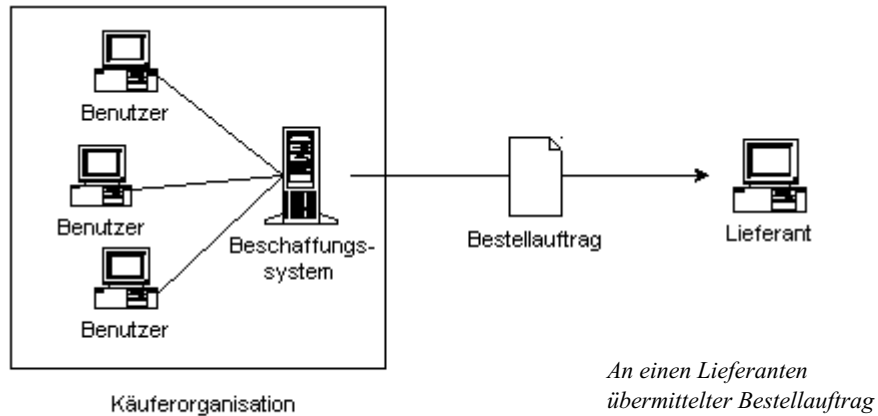 Benutzer
Benutzer
Benutzer
Beschaffungs-
system
Bestellauftrag
Lieferant
Käuferorganisation
An einen Lieferanten
übermittelter Bestellauftrag